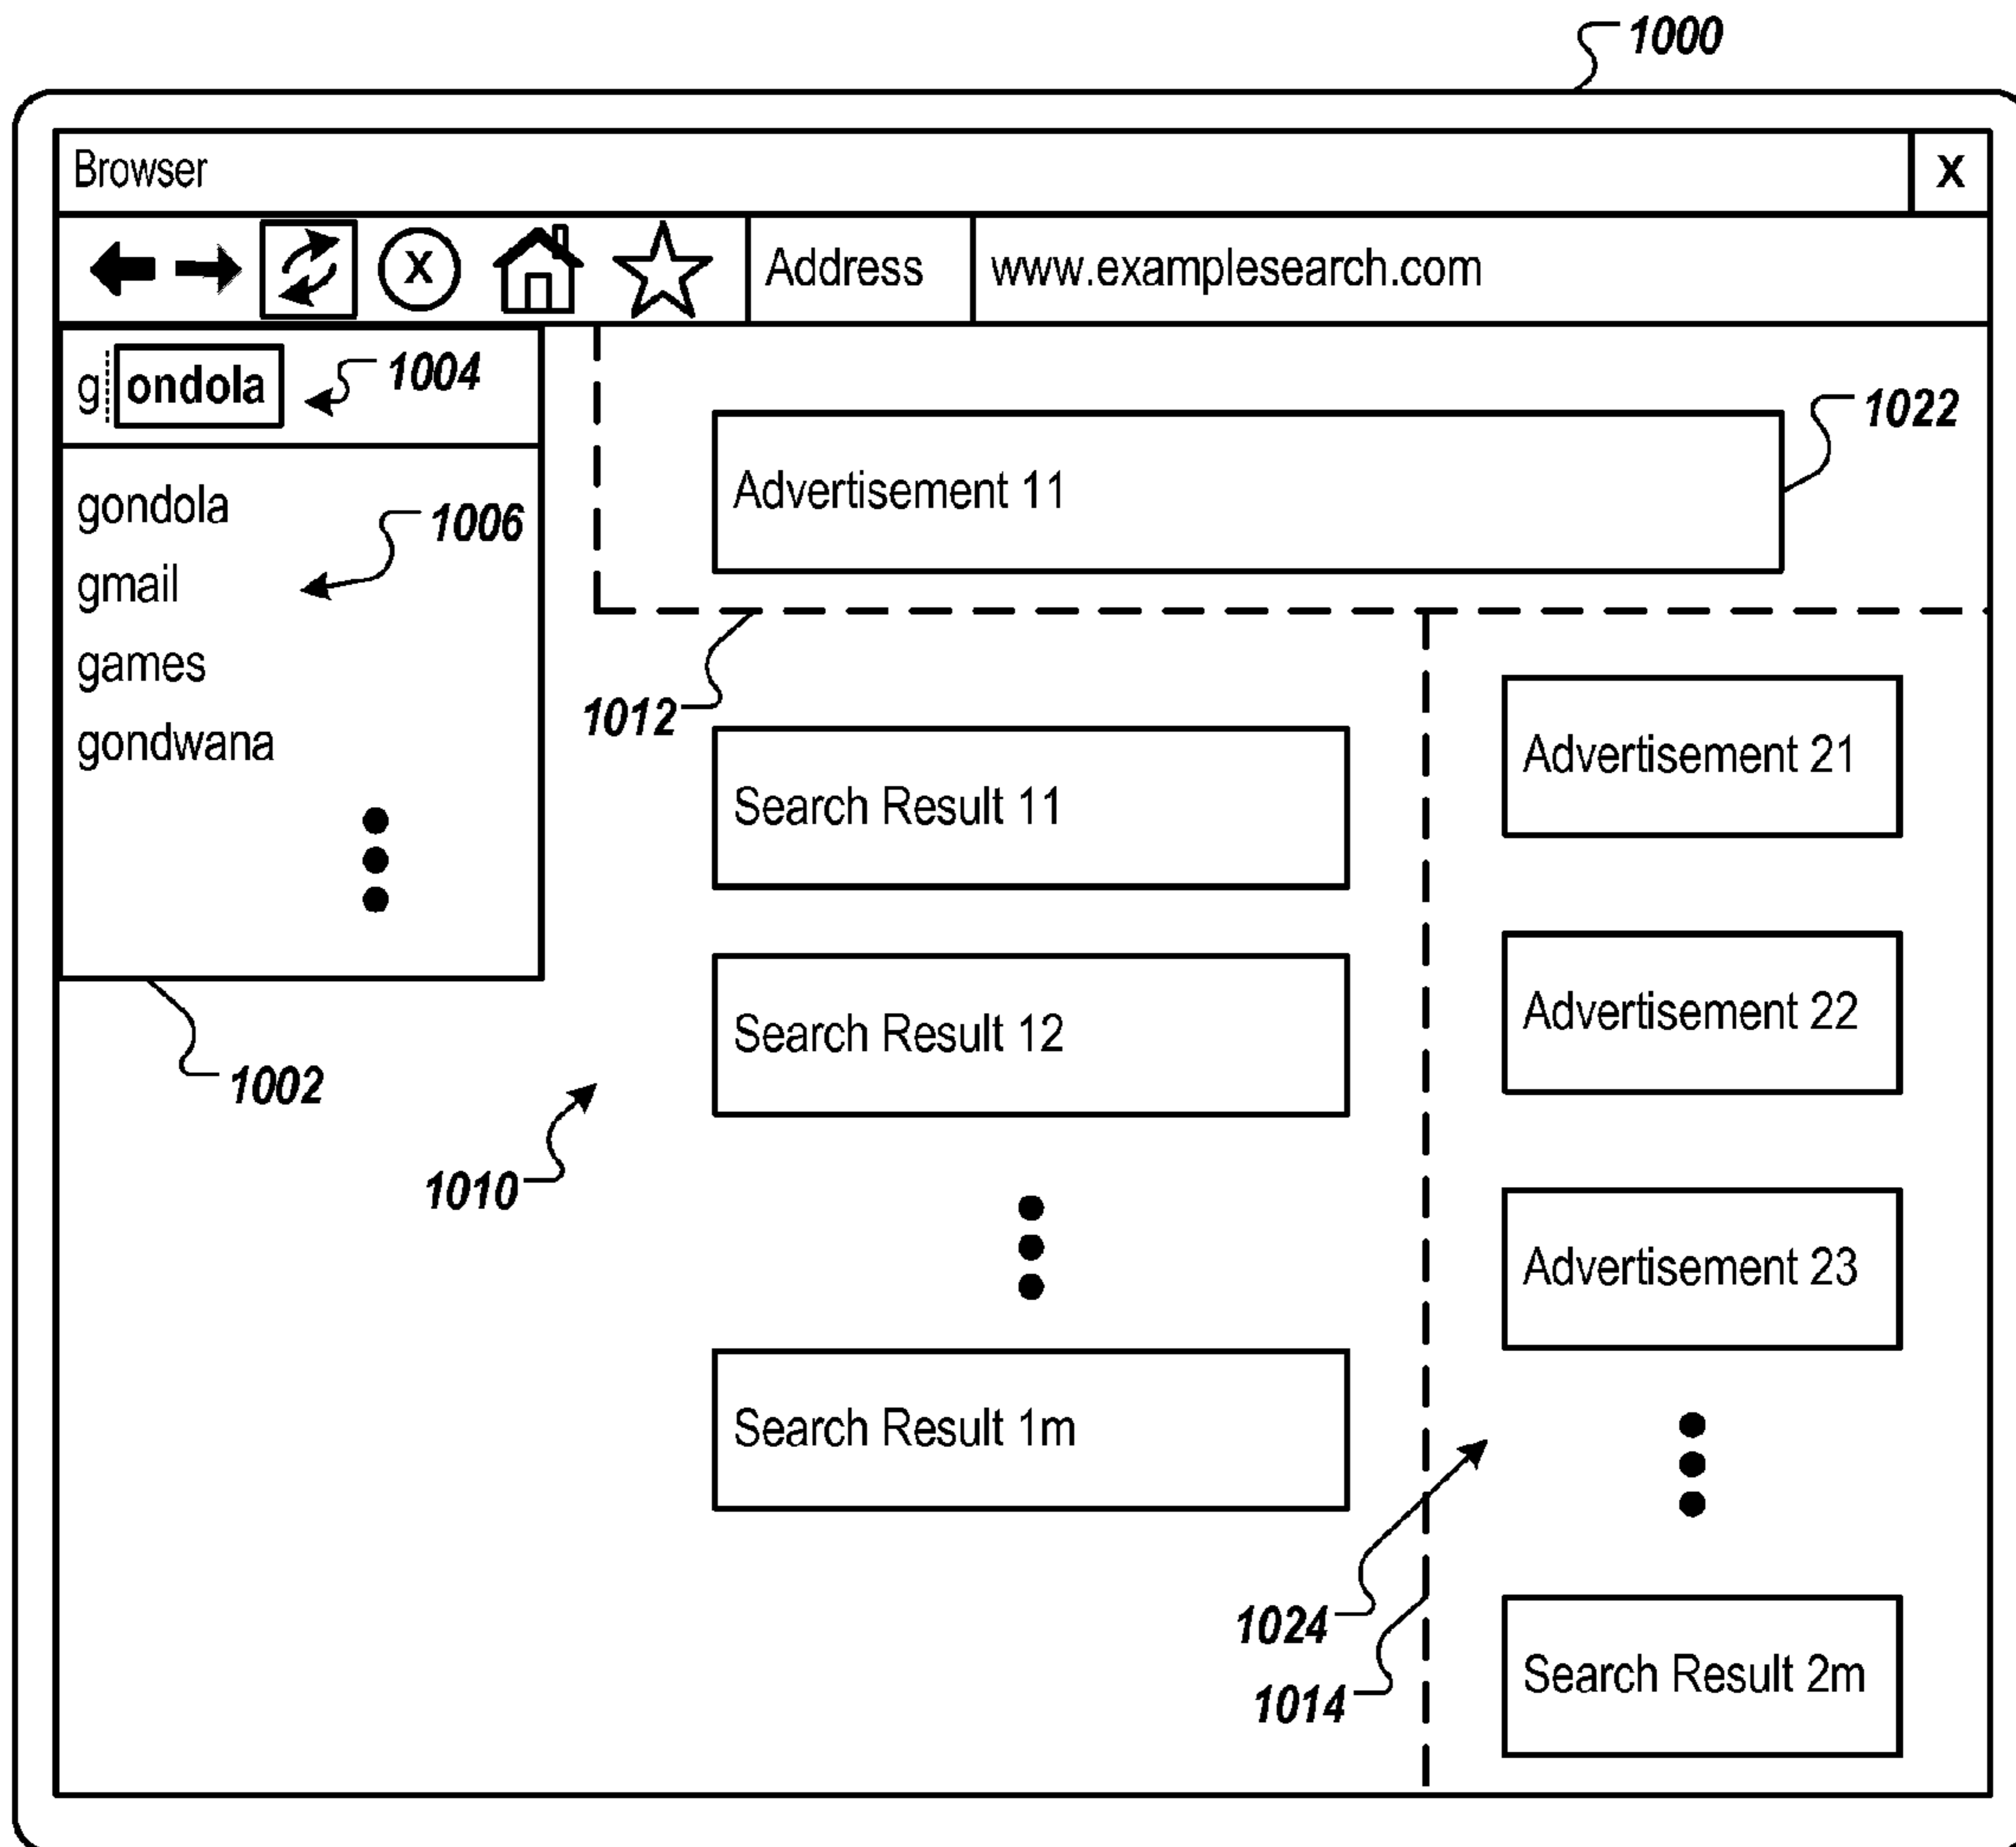 1000
Browser X
X Address www.examplesearch.com
g ondola 1004
gondola
gmail 1006
games
gondwana
1002
Advertisement 11 1022
1012
Search Result 11
Search Result 12
1010
Search Result 1m
Advertisement 21
Advertisement 22
Advertisement 23
1024
1014
Search Result 2m